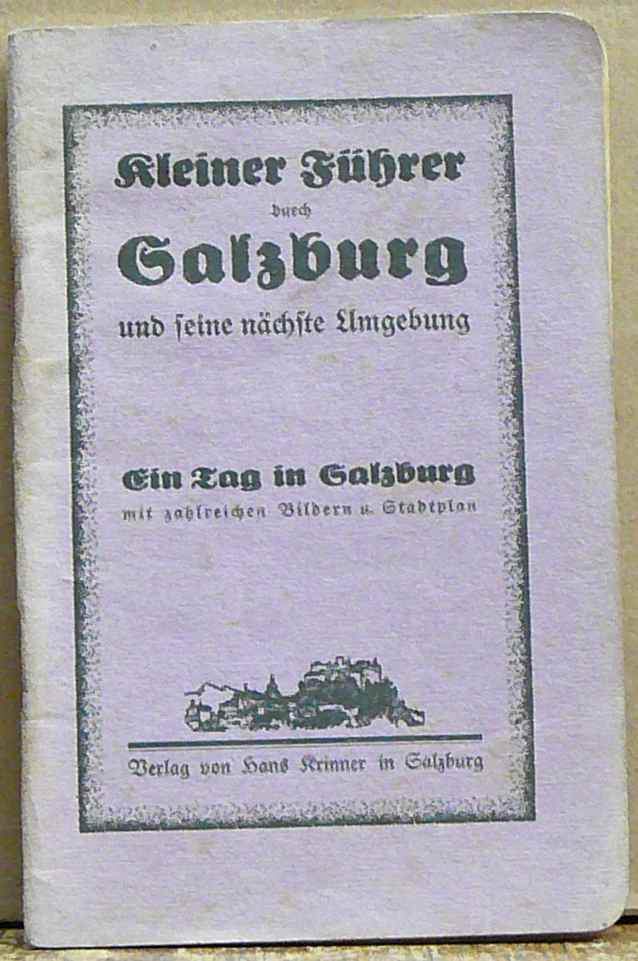 Kleiner Führer
durch
Salzburg
und seine nächste Umgebung
Ein Tag in Salzburg
mit zahlreichen Bildern u. Stadtplan
Verlag von Hans Krinner in Salzburg